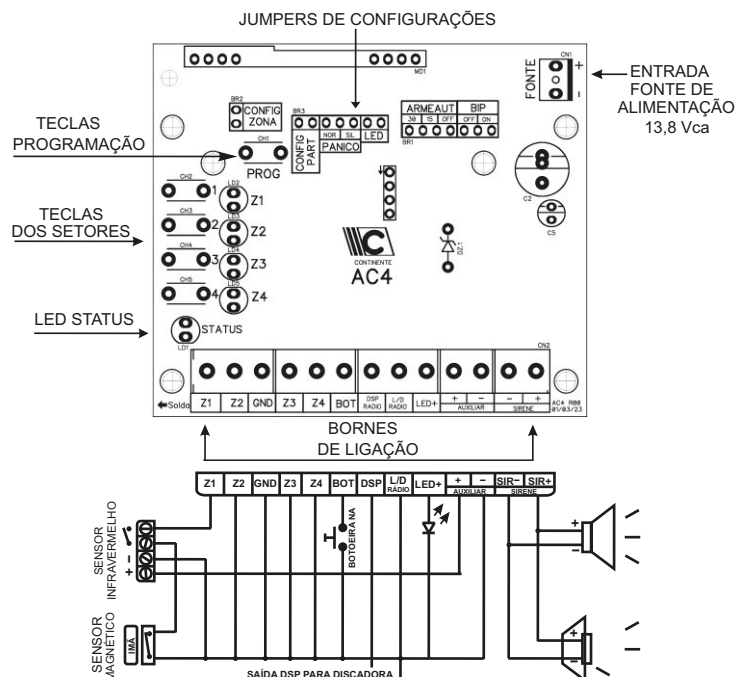 JUMPERS DE CONFIGURAÇÕES
MD1
CN1
FONTE
+
-
ENTRADA
FONTE DE
ALIMENTAÇÃO
13,8 Vca
BR2
CONFIG
ZONA
BR3
CONFIG
PART
NOR SIL LED
PANICO
ARMEAUT BIP
30 15 OFF OFF ON
BR1
TECLAS
PROGRAMAÇÃO
CH1
PROG
C2
C5
TECLAS
DOS SETORES
CH2
1
LD2
Z1
CH3
2
LD3
Z2
CH4
3
LD4
Z3
CH5
4
LD5
Z4
C
CONTINENTE
AC4
DZ1
LED STATUS
STATUS
LD1
CN2
Solda
Z1 Z2 GND Z3 Z4 BOT DSP RADIO L/D RADIO LED+ + - AUXILIAR - + SIRENE
AC4 R00
01/03/23
BORNES
DE LIGAÇÃO
Z1 Z2 GND Z3 Z4 BOT DSP L/D RÁDIO LED+ + - AUXILIAR SIR- SIR+ SIRENE
SENSOR
INFRAVERMELHO
- +
BOTOEIRA NA
+
-
SENSOR
MAGNÉTICO
IMÃ
+
-
SAÍDA DSP PARA DISCADORA